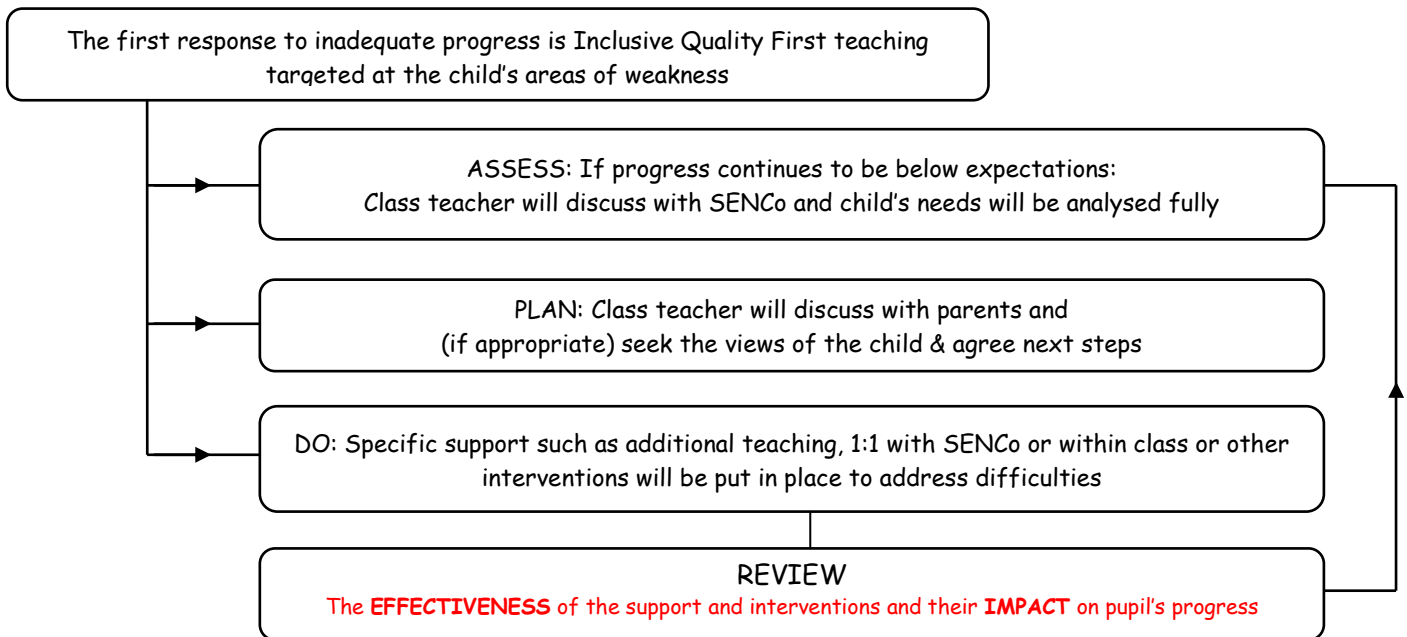 The first response to inadequate progress is Inclusive Quality First teaching
targeted at the child's areas of weakness
ASSESS: If progress continues to be below expectations:
Class teacher will discuss with SENCo and child's needs will be analysed fully
PLAN: Class teacher will discuss with parents and
(if appropriate) seek the views of the child & agree next steps
DO: Specific support such as additional teaching, 1:1 with SENCo or within class or other
interventions will be put in place to address difficulties
REVIEW
The EFFECTIVENESS of the support and interventions and their IMPACT on pupil's progress